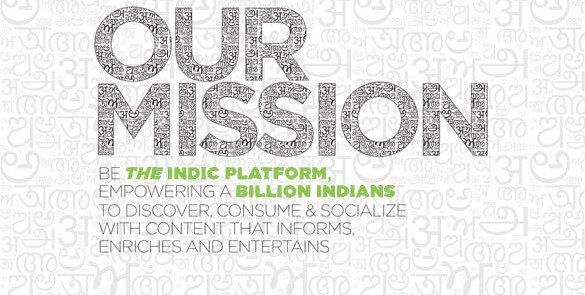 OUR
MISSION
BE THE INDIC PLATFORM,
EMPOWERING A BILLION INDIANS
TO DISCOVER, CONSUME & SOCIALIZE
WITH CONTENT THAT INFORMS,
ENRICHES AND ENTERTAINS